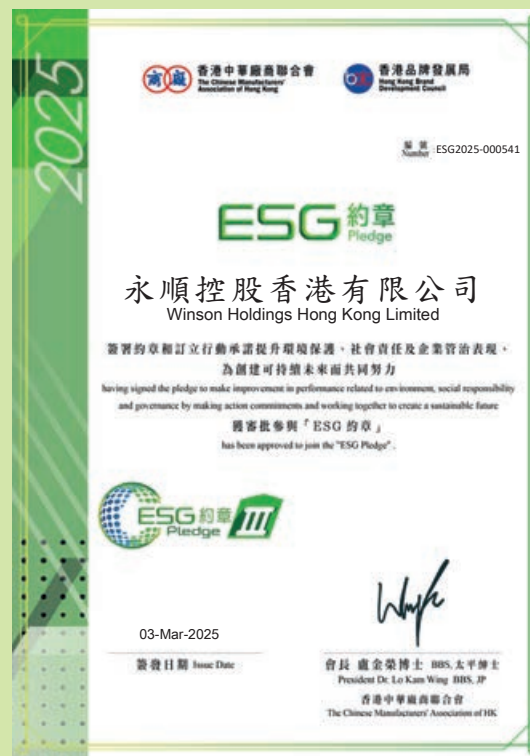 2025
商廠 香港中華廠商聯合會
The Chinese Manufacturers'
Association of Hong Kong
香港品牌發展局
Hong Kong Brand
Development Council
編號
Number ESG2025-000541
ESG 約章
Pledge
永順控股香港有限公司
Winson Holdings Hong Kong Limited
簽署約章和訂立行動承諾提升環境保護、社會責任及企業管治表現，
為創建可持續未來而共同努力
having signed the pledge to make improvement in performance related to environment, social responsibility
and governance by making action commitments and working together to create a sustainable future
獲審批參與「ESG 約章」
has been approved to join the "ESG Pledge".
ESG 約章
Pledge
03-Mar-2025
簽發日期 Issue Date
會長 盧金榮博士 BBS, 太平紳士
President Dr. Lo Kam Wing BBS, JP
香港中華廠商聯合會
The Chinese Manufacturers' Association of HK